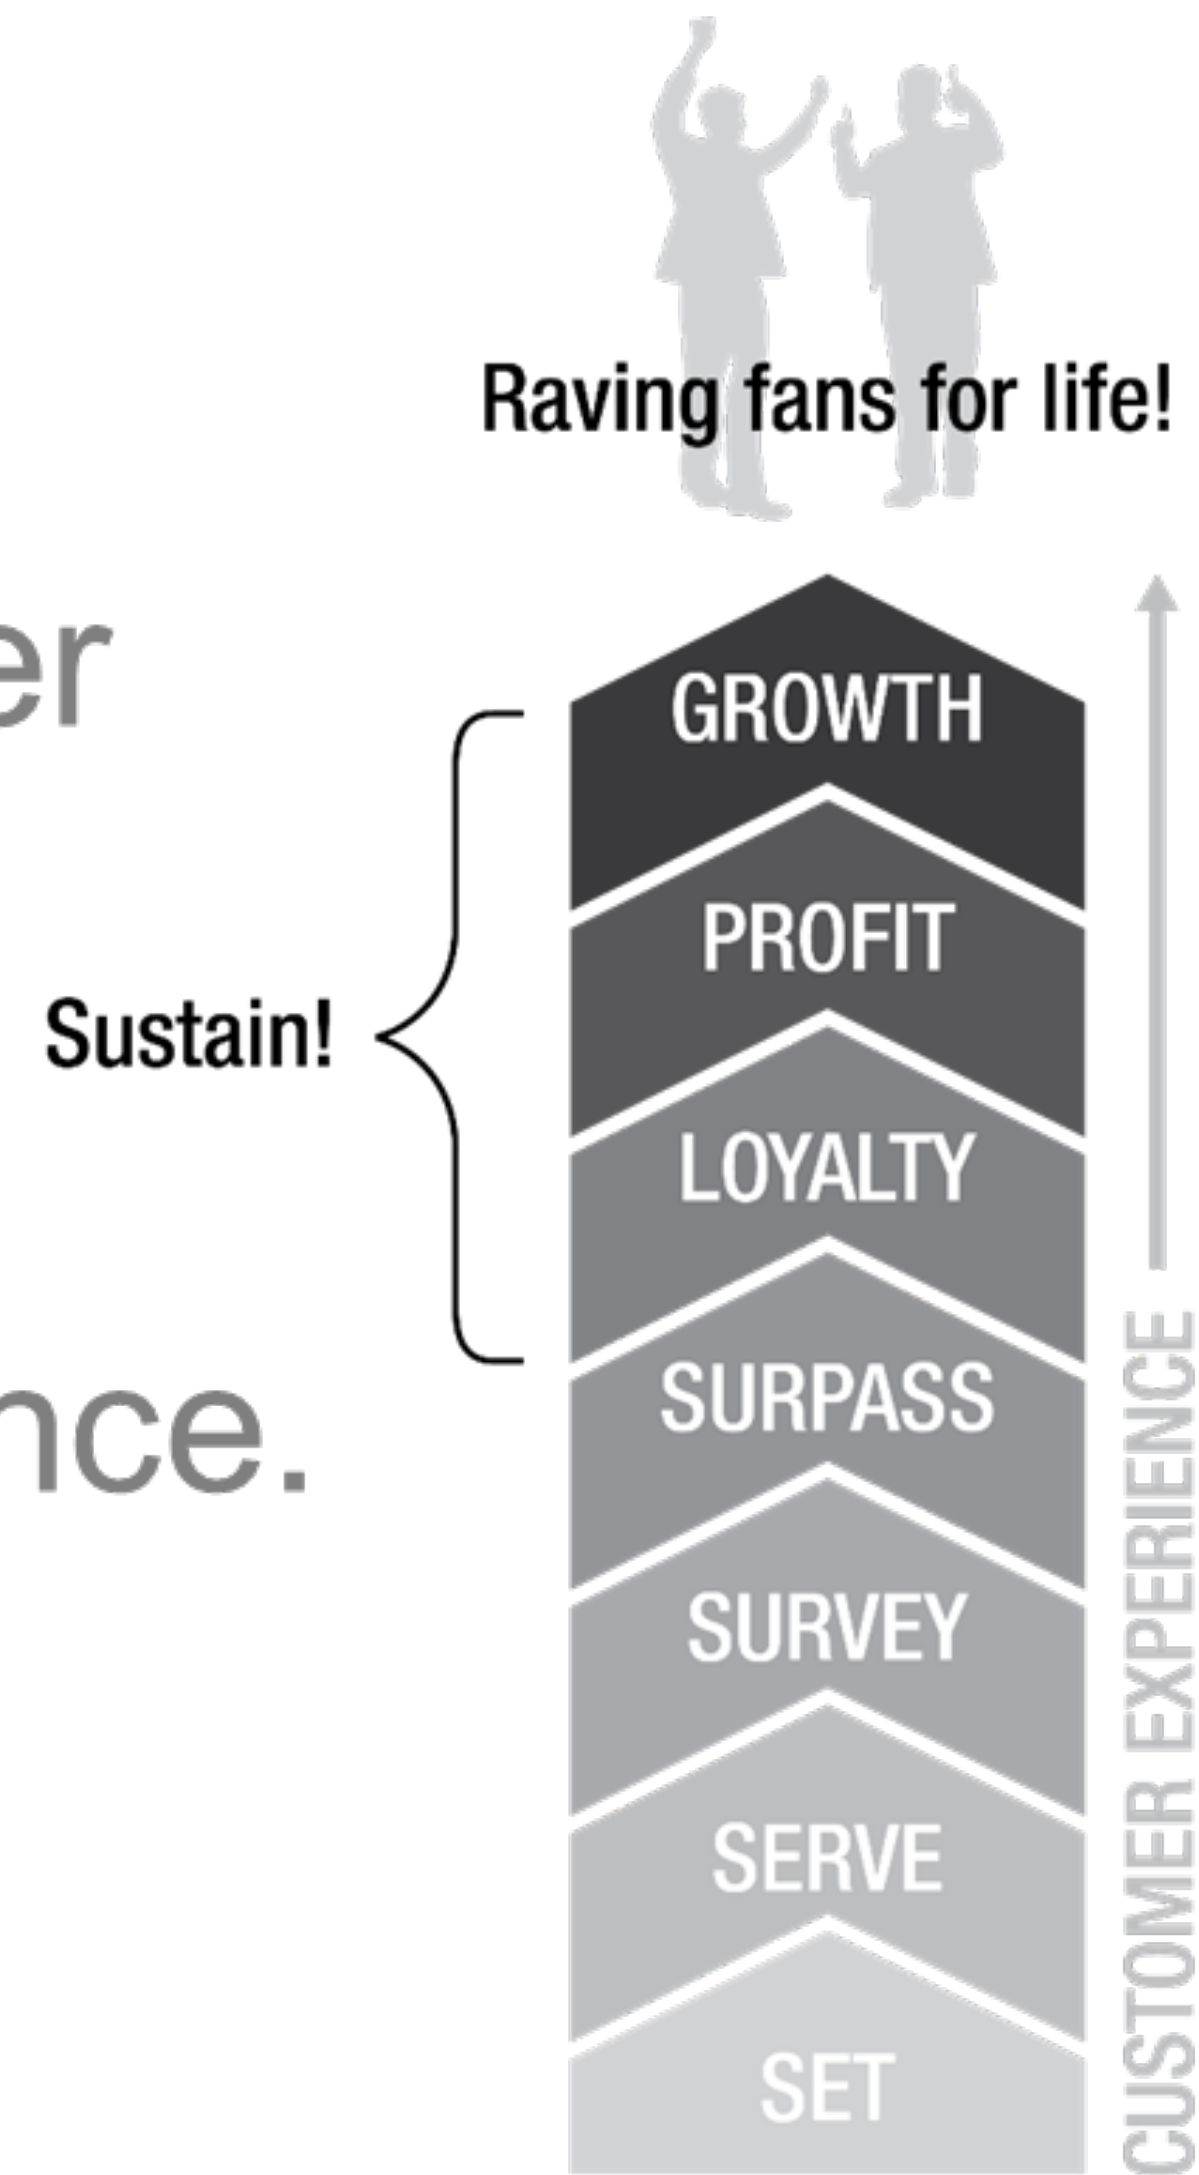 Raving fans for life!
er
GROWTH
PROFIT
Sustain!
LOYALTY
nce.
SURPASS
SURVEY
SERVE
SET
CUSTOMER EXPERIENCE